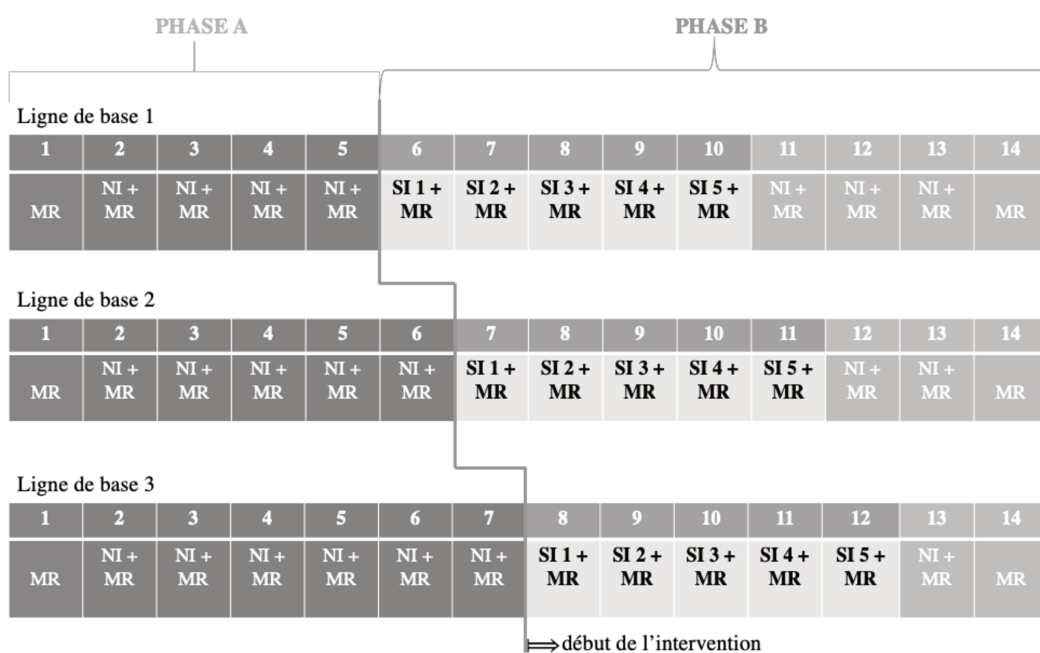 PHASE A PHASE B
Ligne de base 1
1 2 3 4 5 6 7 8 9 10 11 12 13 14
NI + NI + NI + NI + SI 1 + SI 2 + SI 3 + SI 4 + SI 5 + NI + NI + NI +
MR MR MR MR MR MR MR MR MR MR MR MR MR MR
Ligne de base 2
1 2 3 4 5 6 7 8 9 10 11 12 13 14
NI + NI + NI + NI + NI + SI 1 + SI 2 + SI 3 + SI 4 + SI 5 + NI + NI +
MR MR MR MR MR MR MR MR MR MR MR MR MR MR
Ligne de base 3
1 2 3 4 5 6 7 8 9 10 11 12 13 14
NI + NI + NI + NI + NI + NI + SI 1 + SI 2 + SI 3 + SI 4 + SI 5 + NI +
MR MR MR MR MR MR MR MR MR MR MR MR MR MR
début de l'intervention